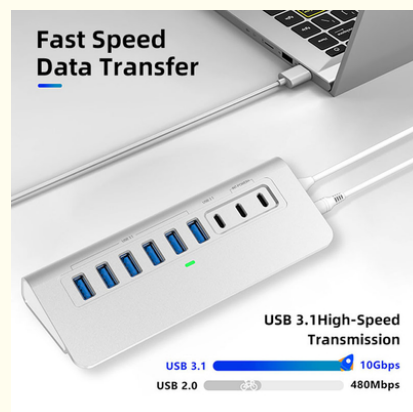 Fast Speed
Data Transfer
USB 3.1High-Speed
Transmission
USB 3.1
10Gbps
USB 2.0
480Mbps